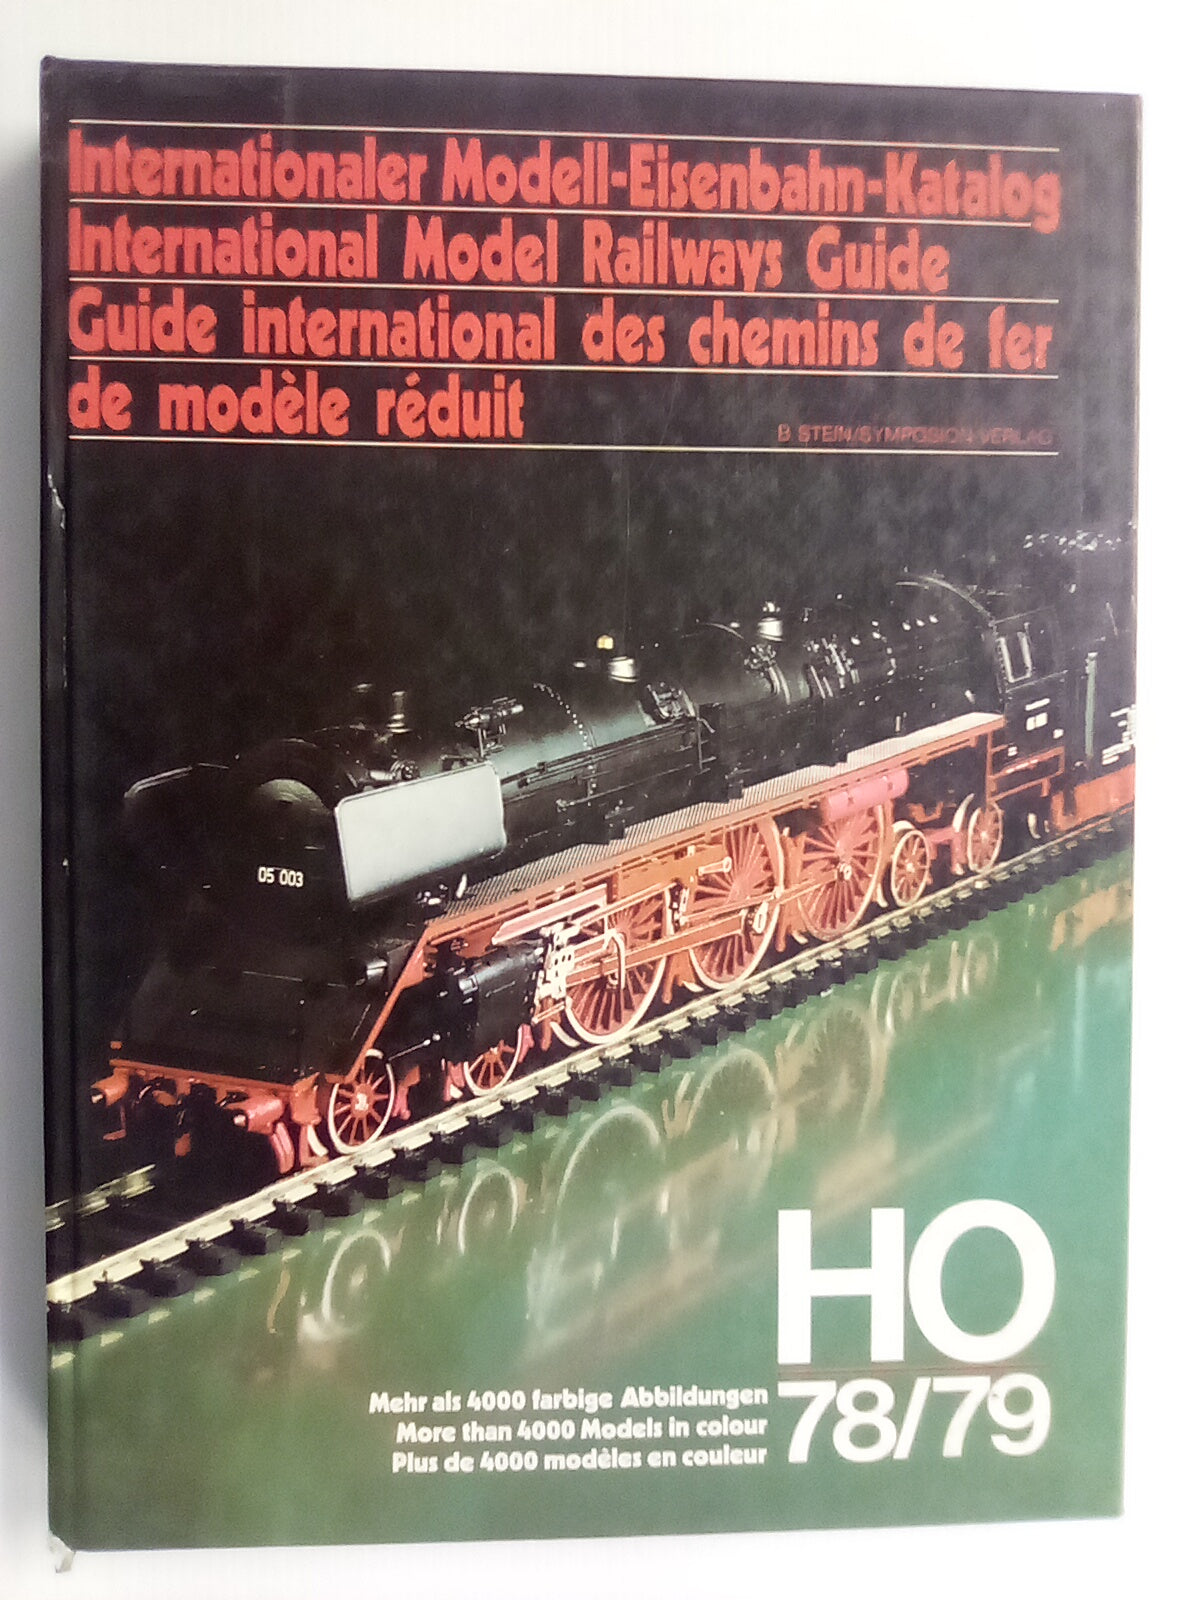 Internationaler Modell-Eisenbahn-Katalog
International Model Railways Guide
Guide international des chemins de fer
de modèle réduit
B. STEIN/SYMPOSION VERLAG
05 003
HO
78/79
Mehr als 4000 farbige Abbildungen
More than 4000 Models in colour
Plus de 4000 modèles en couleur